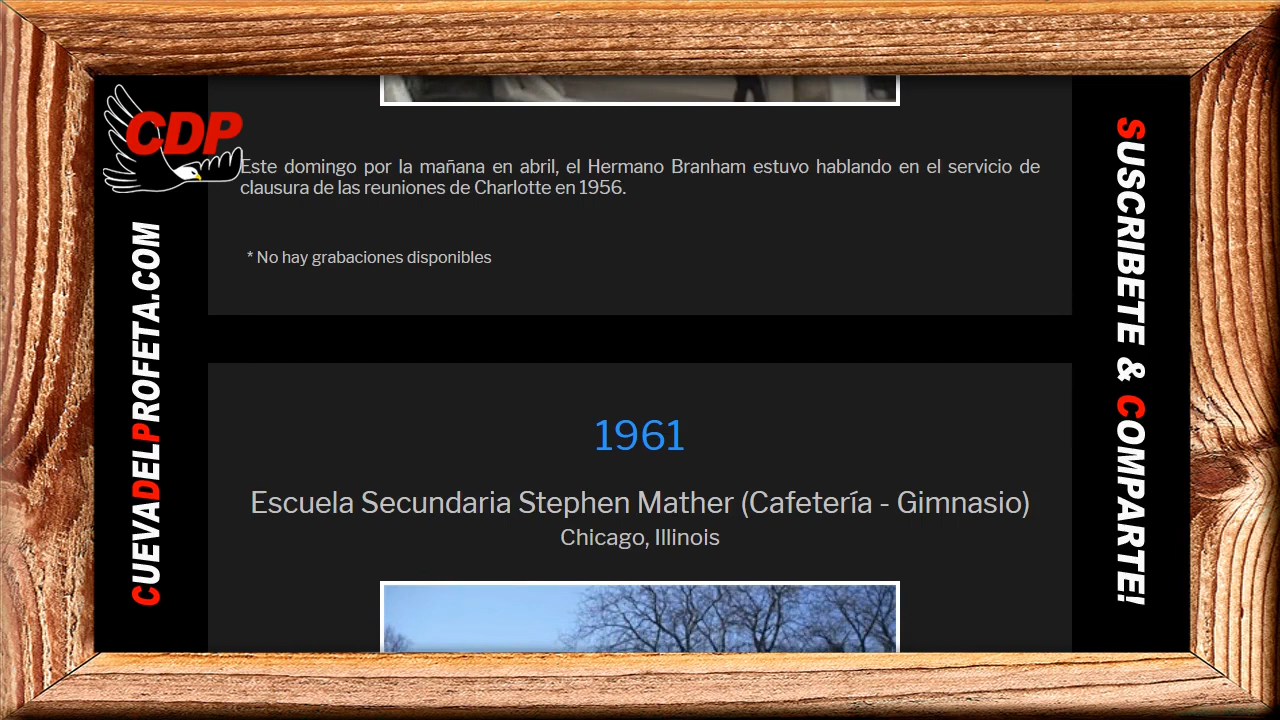 CDP
CUEVADELPROFETA.COM
Este domingo por la mañana en abril, el Hermano Branham estuvo hablando en el servicio de
clausura de las reuniones de Charlotte en 1956.
* No hay grabaciones disponibles
1961
Escuela Secundaria Stephen Mather (Cafetería - Gimnasio)
Chicago, Illinois
SUSCRIBETE & COMPARTE!